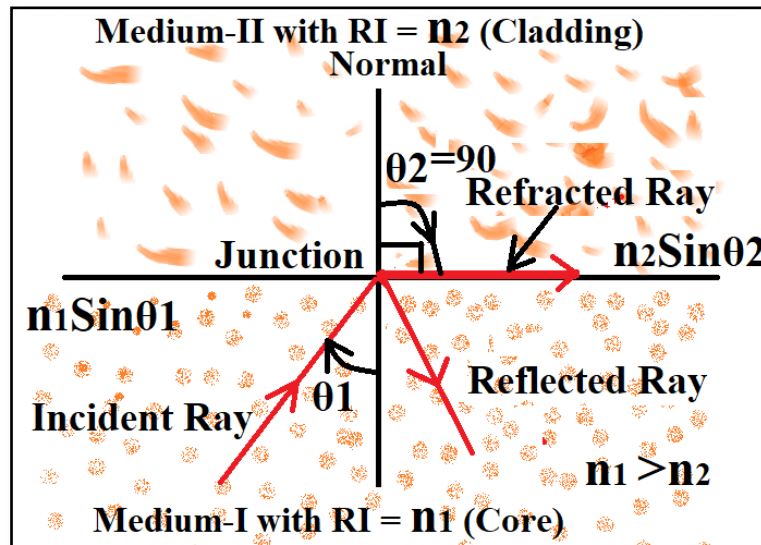 Medium-II with RI = n2 (Cladding)
Normal
θ2=90
Refracted Ray
Junction
n2Sinθ2
n1Sinθ1
θ1
Reflected Ray
Incident Ray
n1 >n2
Medium-I with RI = n1 (Core)